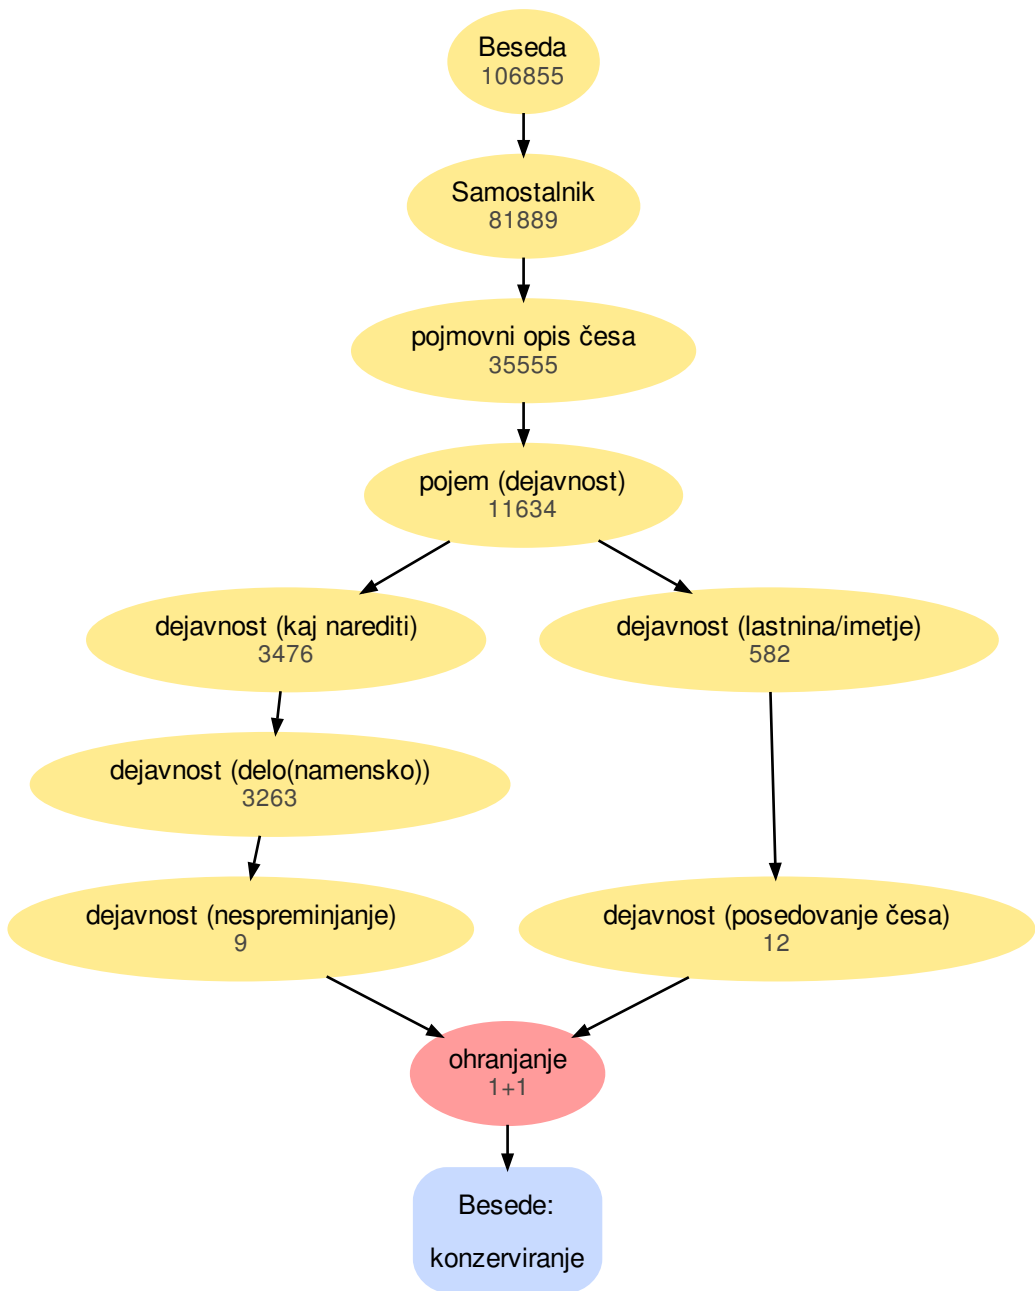 Beseda
106855
Samostalnik
81889
pojmovni opis česa
35555
pojem (dejavnost)
11634
dejavnost (kaj narediti)
3476
dejavnost (lastnina/imetje)
582
dejavnost (delo(namensko))
3263
dejavnost (nespreminjanje)
9
dejavnost (posedovanje česa)
12
ohranjanje
1+1
Besede:
konzerviranje